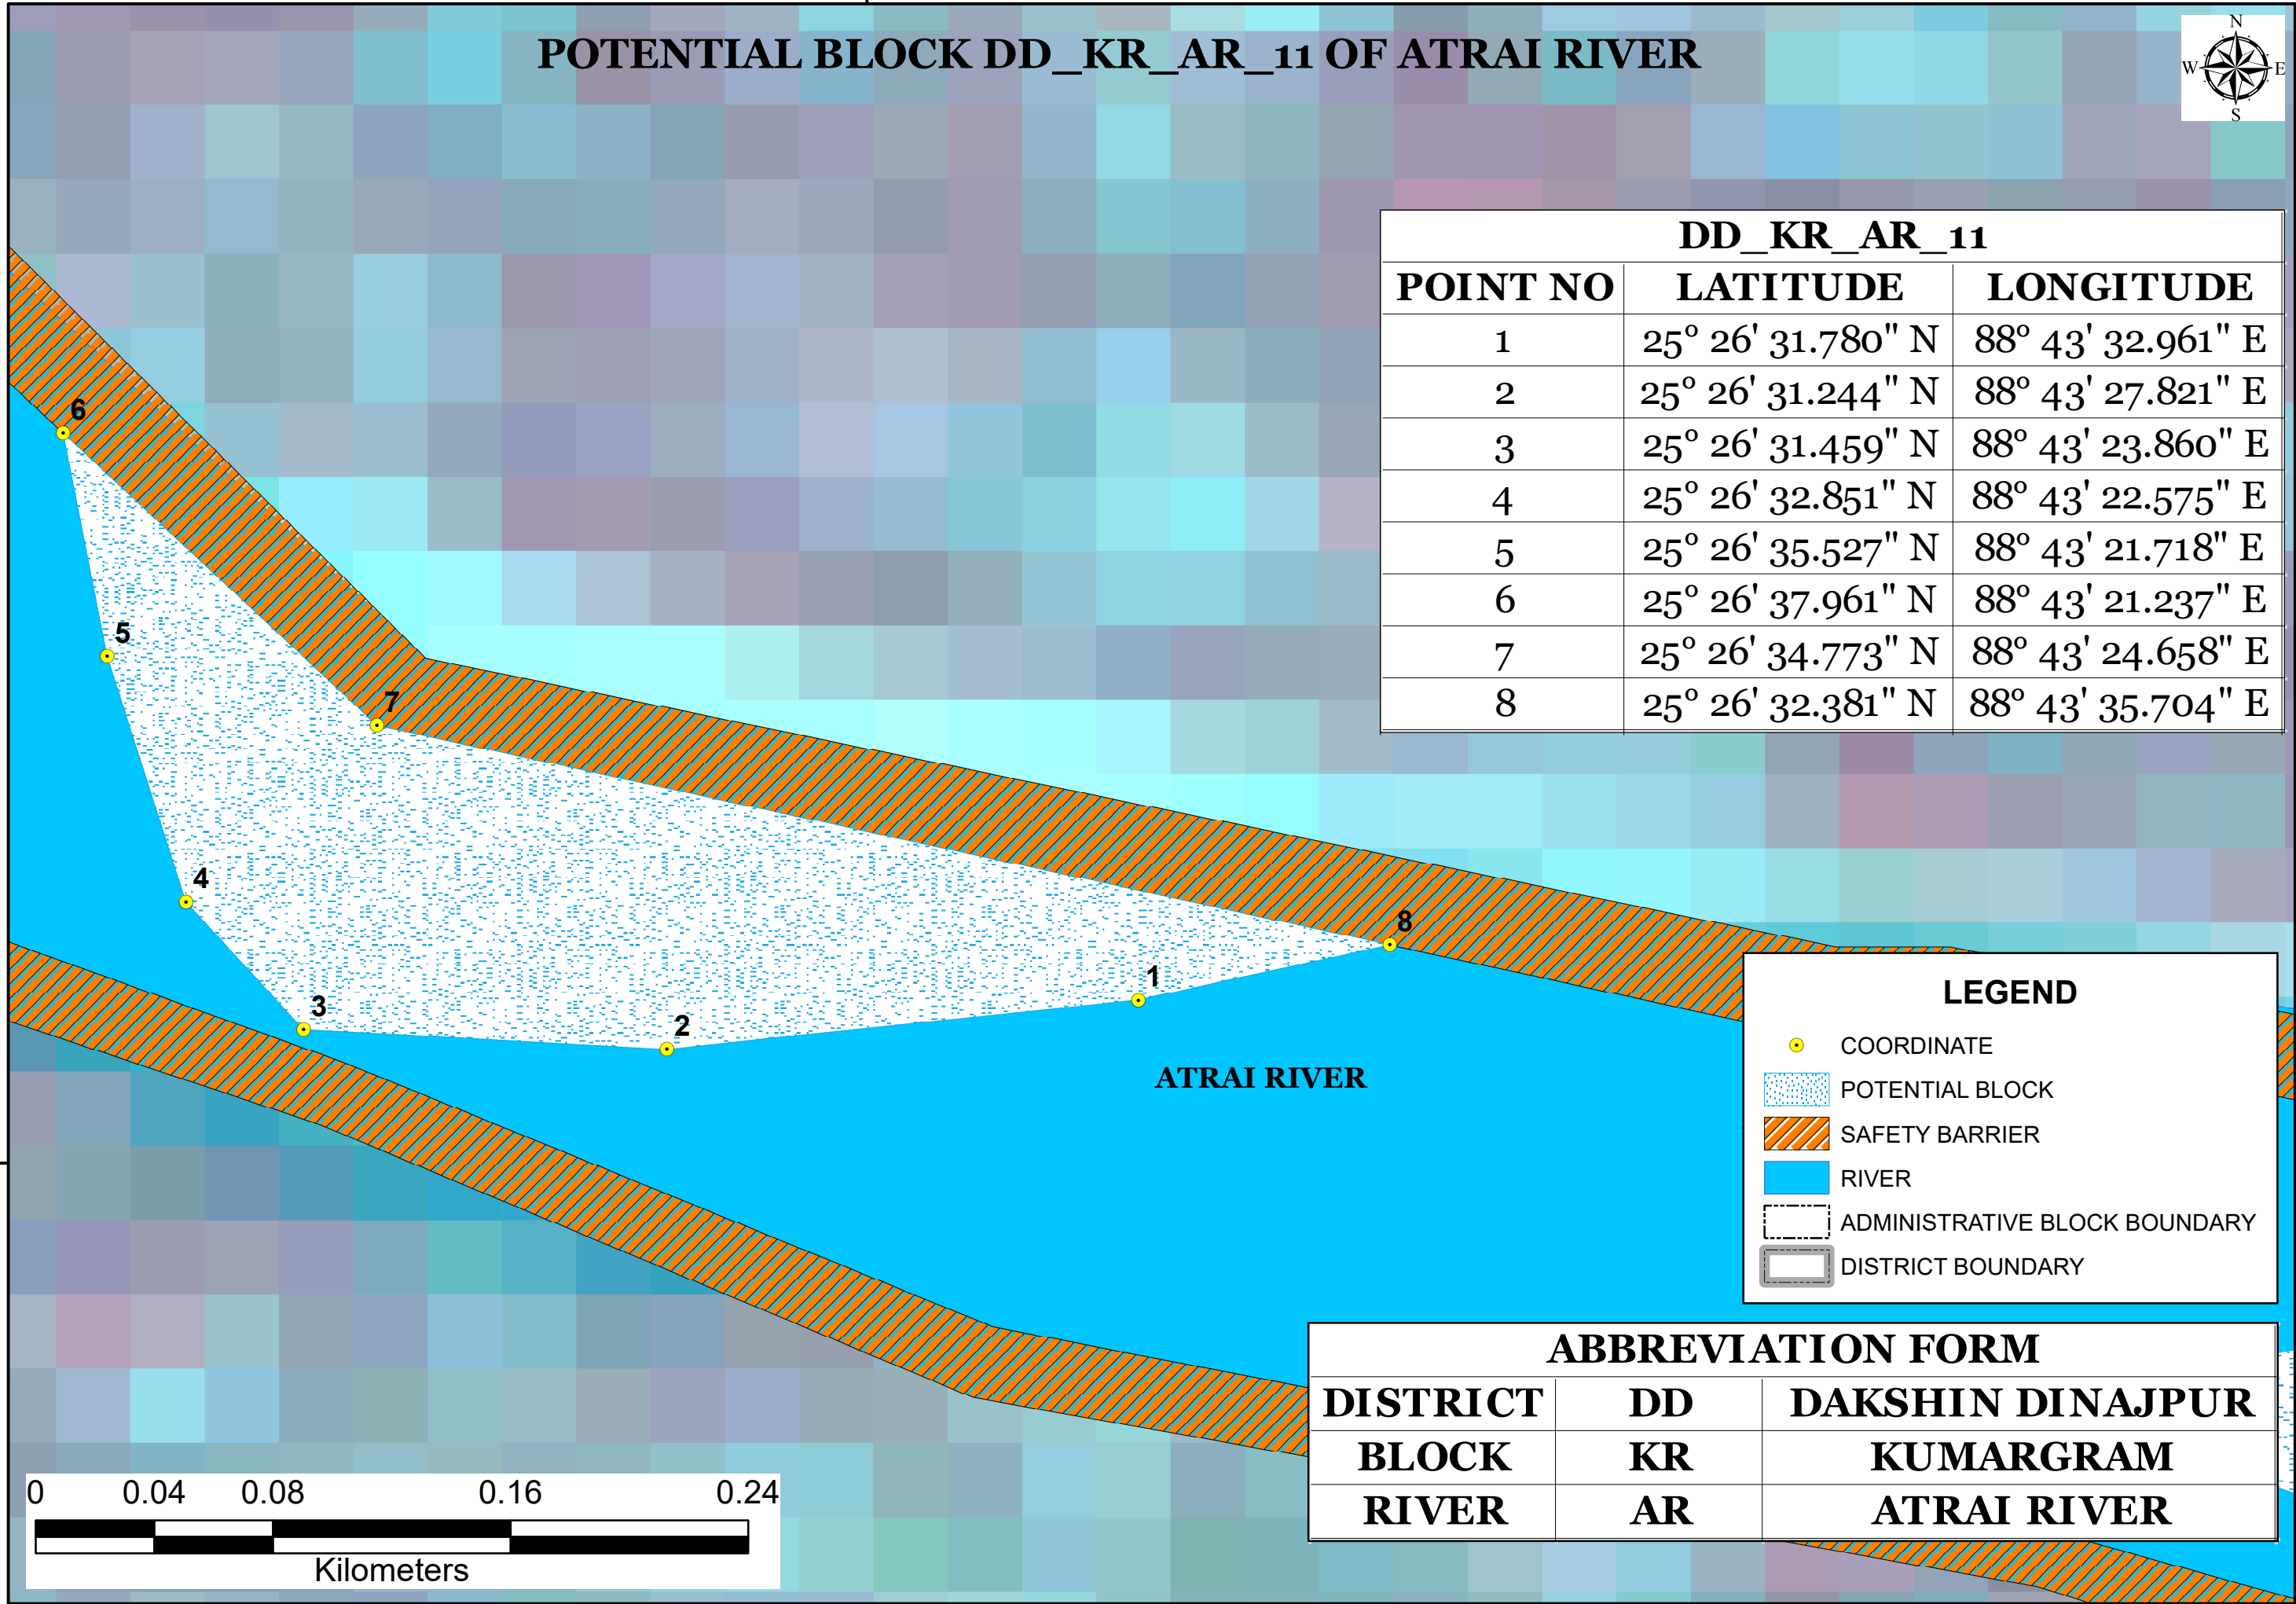 POTENTIAL BLOCK DD_KR_AR_11 OF ATRAI RIVER
N
W E
S
DD_KR_AR_11
POINT NO LATITUDE LONGITUDE
1 25° 26' 31.780" N 88° 43' 32.961" E
2 25° 26' 31.244" N 88° 43' 27.821" E
3 25° 26' 31.459" N 88° 43' 23.860" E
4 25° 26' 32.851" N 88° 43' 22.575" E
5 25° 26' 35.527" N 88° 43' 21.718" E
6 25° 26' 37.961" N 88° 43' 21.237" E
7 25° 26' 34.773" N 88° 43' 24.658" E
8 25° 26' 32.381" N 88° 43' 35.704" E
6
5
7
4
8
1
3
2
ATRAI RIVER
LEGEND
COORDINATE
POTENTIAL BLOCK
SAFETY BARRIER
RIVER
ADMINISTRATIVE BLOCK BOUNDARY
DISTRICT BOUNDARY
ABBREVIATION FORM
DISTRICT DD DAKSHIN DINAJPUR
BLOCK KR KUMARGRAM
RIVER AR ATRAI RIVER
0 0.04 0.08 0.16 0.24
Kilometers